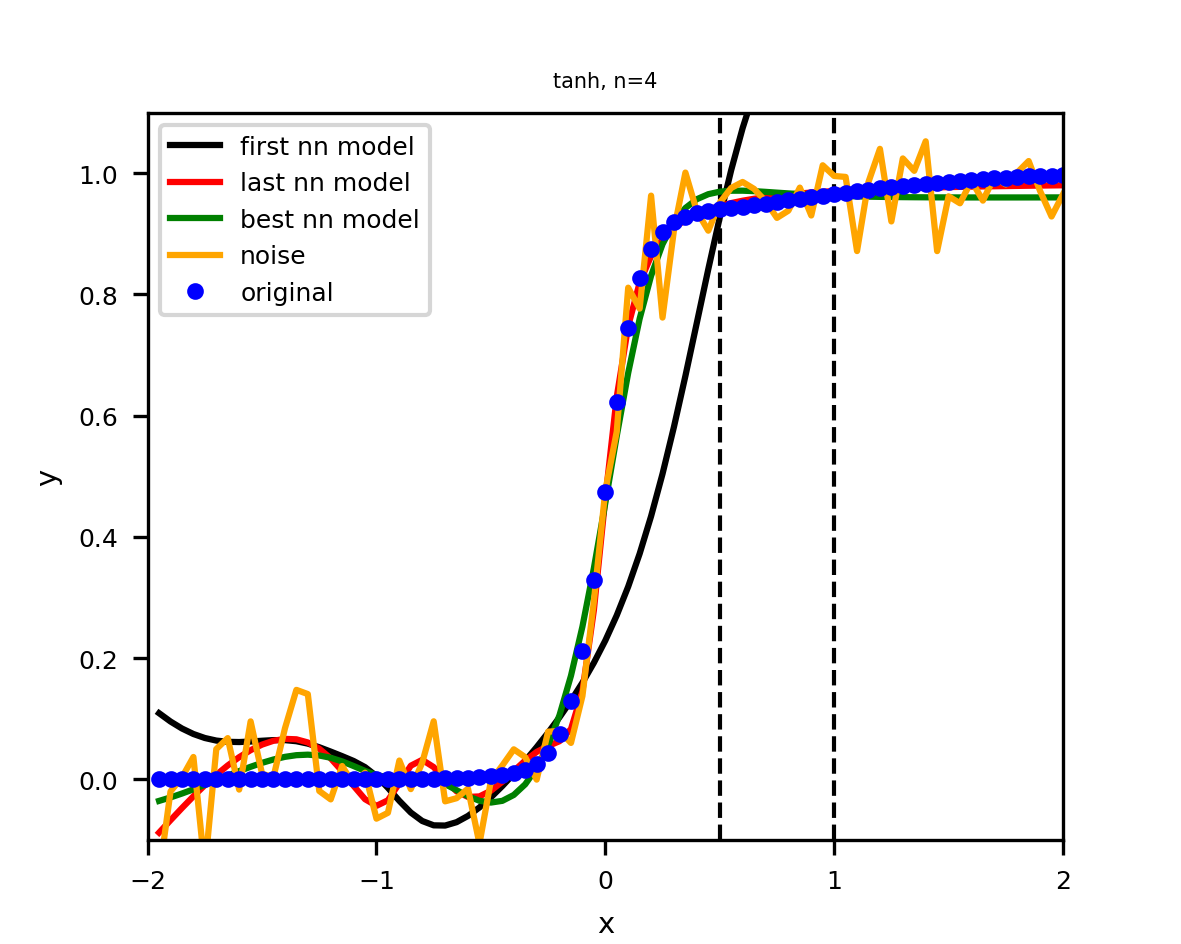 tanh, n=4
first nn model
last nn model
best nn model
noise
original
1.0
0.8
0.6
0.4
0.2
0.0
y
−2
−1
0
1
2
x